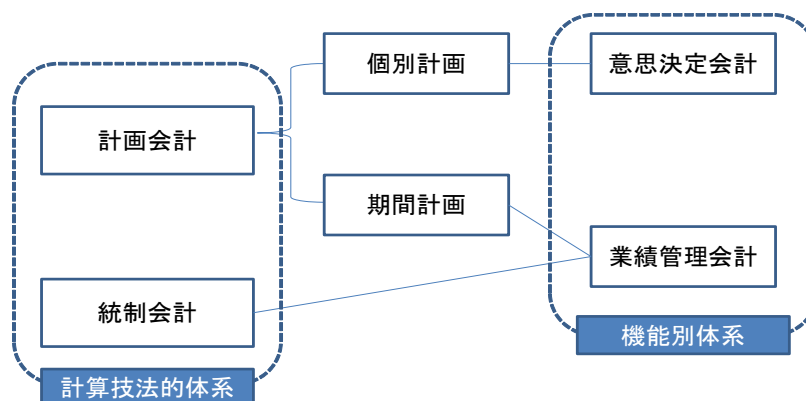 個別計画
意思決定会計
計画会計
期間計画
業績管理会計
統制会計
機能別体系
計算技法的体系